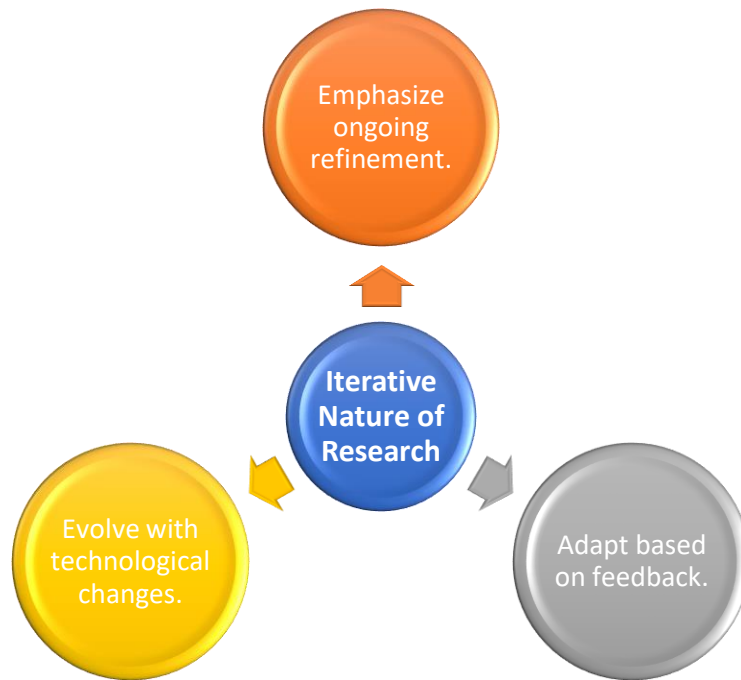 Emphasize
ongoing
refinement.
Iterative
Nature of
Research
Evolve with
technological
changes.
Adapt based
on feedback.